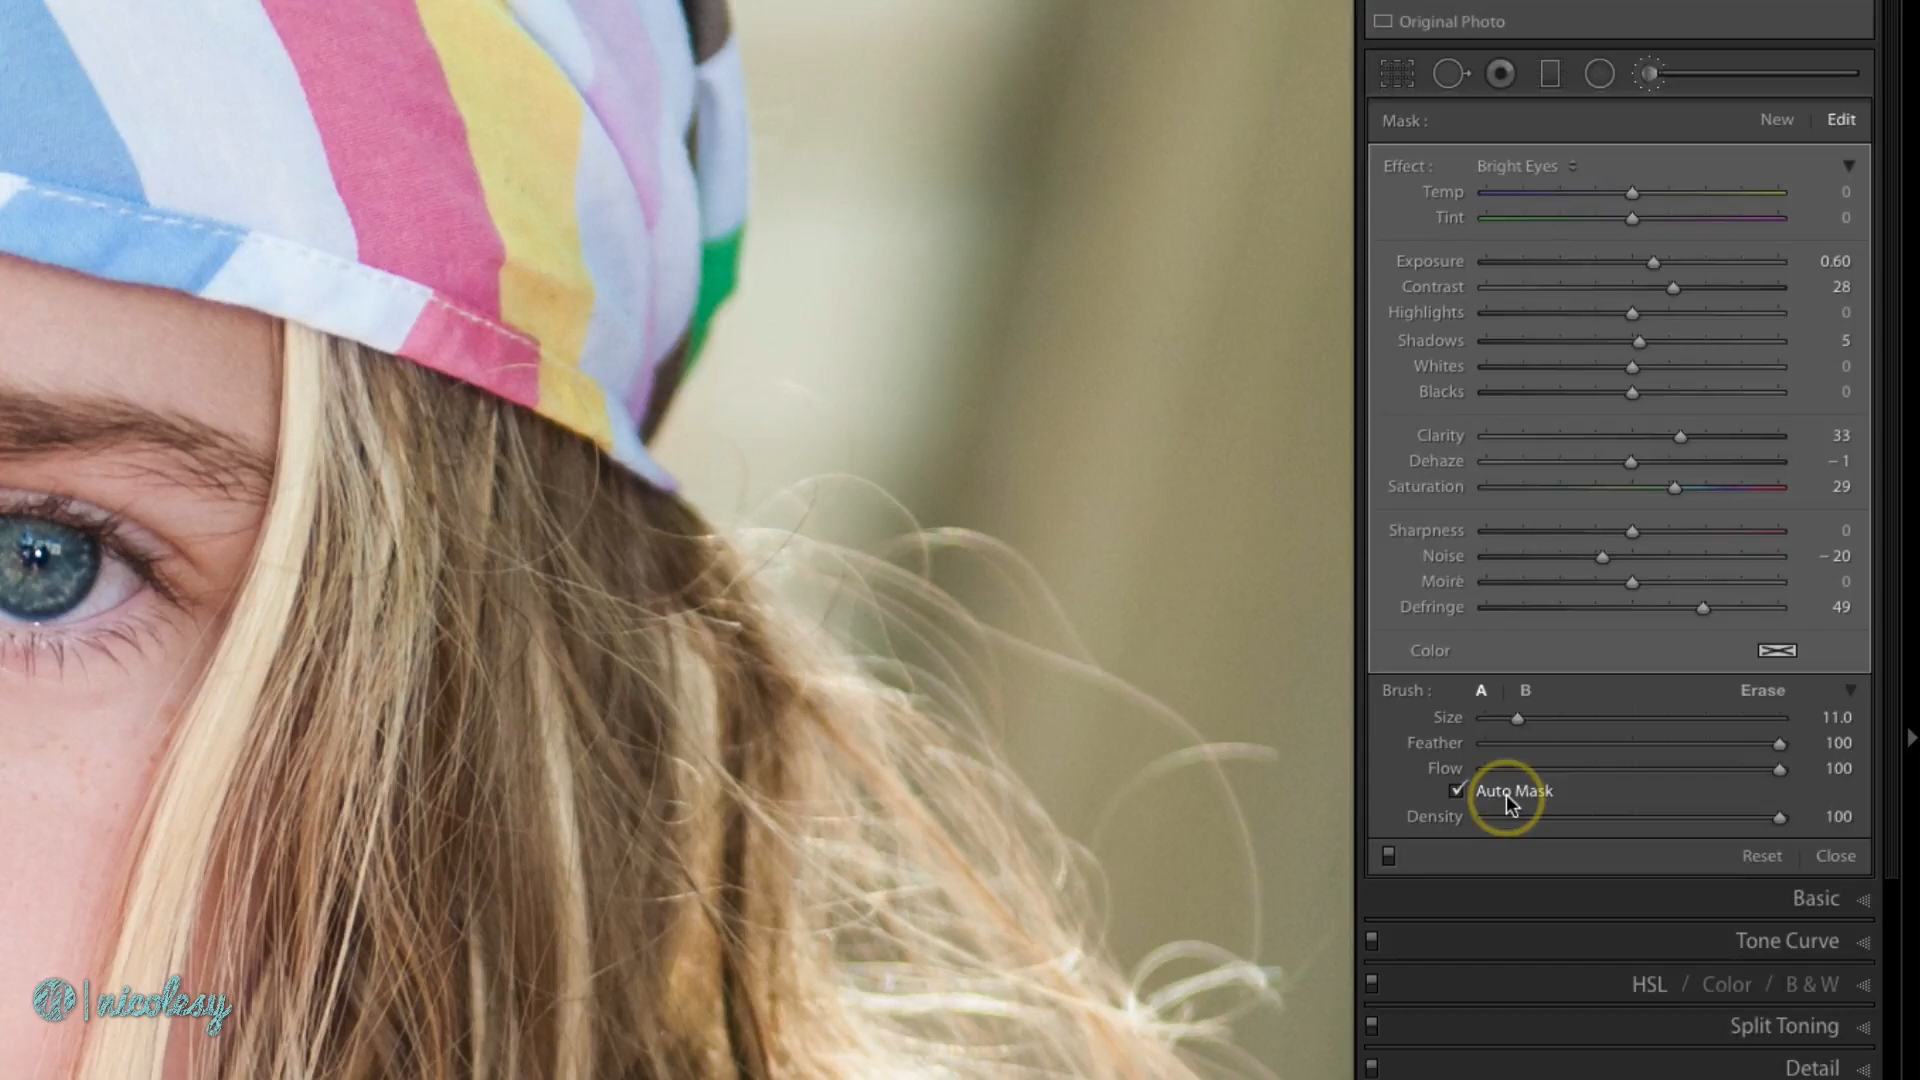 Original Photo
Mask : New Edit
Effect : Bright Eyes
Temp 0
Tint 0
Exposure 0.60
Contrast 28
Highlights 0
Shadows 5
Whites 0
Blacks 0
Clarity 33
Dehaze – 1
Saturation 29
Sharpness 0
Noise – 20
Moiré 0
Defringe 49
Color
Brush : A B Erase
Size 11.0
Feather 100
Flow 100
Auto Mask
Density 100
Reset Close
Basic
Tone Curve
HSL / Color / B & W
Split Toning
Detail
nicolesy